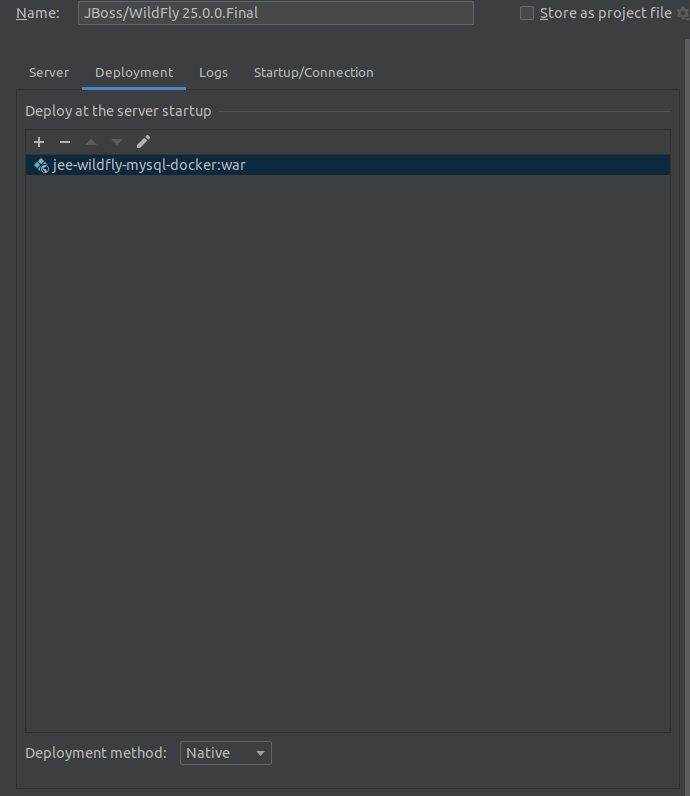 Name: JBoss/WildFly 25.0.0.Final Store as project file
Server Deployment Logs Startup/Connection
Deploy at the server startup
jee-wildfly-mysql-docker:war
Deployment method: Native